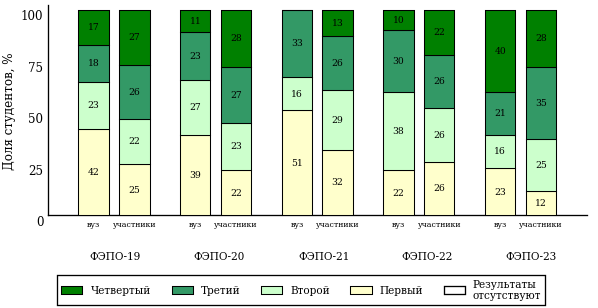 Доля студентов, %
100
75
50
25
0
17 27 11 28 33 13 10 22 40 28
18 26 23 27 16 26 30 26 21 35
23 22 27 23 51 29 38 26 16 25
42 25 39 22 32 22 26 23 12
вуз участники вуз участники вуз участники вуз участники вуз участники
ФЭПО-19 ФЭПО-20 ФЭПО-21 ФЭПО-22 ФЭПО-23
Четвертый Третий Второй Первый Результаты
отсутствуют